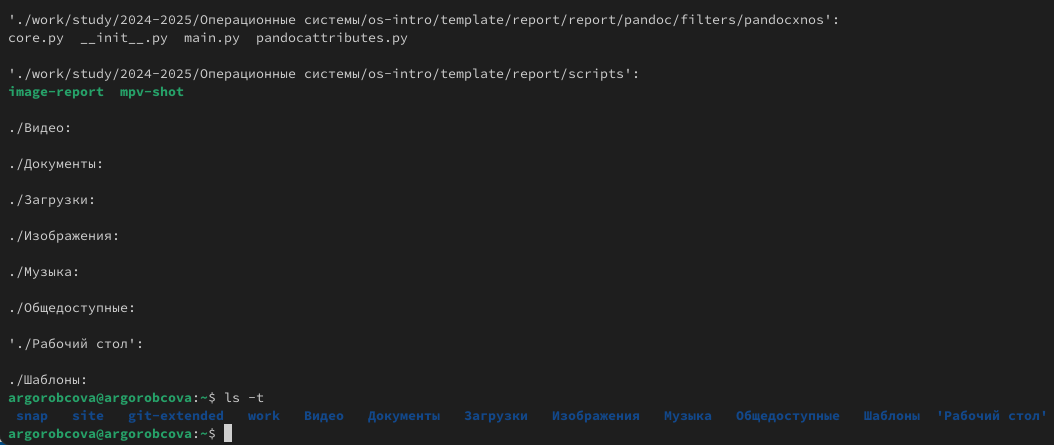 './work/study/2024-2025/Операционные системы/os-intro/template/report/report/pandoc/filters/pandocxnos':
core.py  __init__.py  main.py  pandocattributes.py
'./work/study/2024-2025/Операционные системы/os-intro/template/report/scripts':
image-report  mpv-shot
./Видео:
./Документы:
./Загрузки:
./Изображения:
./Музыка:
./Общедоступные:
'./Рабочий стол':
./Шаблоны:
argorobcova@argorobcova:~$ ls -t
snap  site  git-extended  work  Видео  Документы  Загрузки  Изображения  Музыка  Общедоступные  Шаблоны  'Рабочий стол'
argorobcova@argorobcova:~$